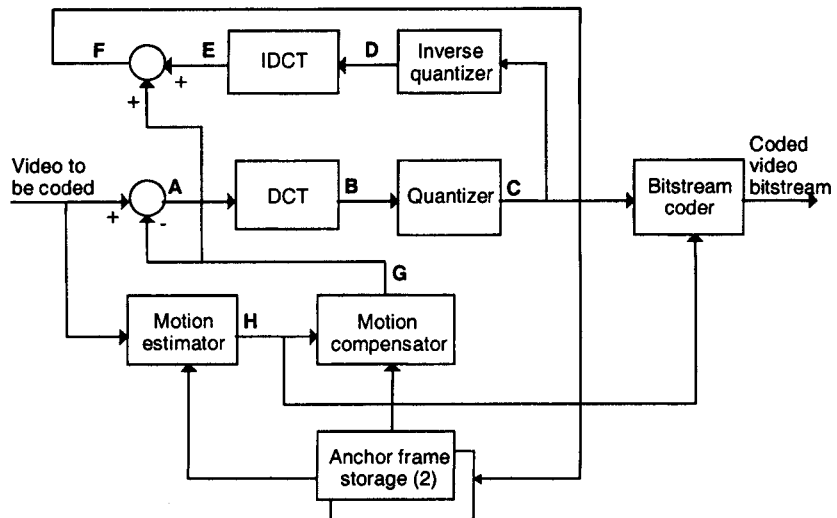 F
E
IDCT
D
Inverse
quantizer
+
+
Video to
be coded
A
DCT
B
Quantizer
C
Bitstream
coder
Coded
video
bitstream
+
-
G
Motion
estimator
H
Motion
compensator
Anchor frame
storage (2)